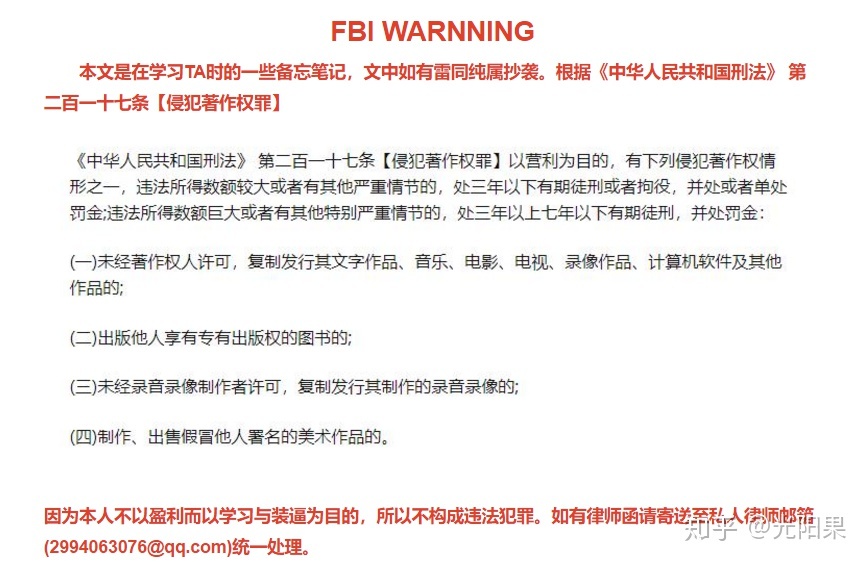 FBI WARNNING
本文是在学习TA时的一些备忘笔记，文中如有雷同纯属抄袭。根据《中华人民共和国刑法》 第
二百一十七条【侵犯著作权罪】
《中华人民共和国刑法》 第二百一十七条【侵犯著作权罪】以营利为目的，有下列侵犯著作权情
形之一，违法所得数额较大或者有其他严重情节的，处三年以下有期徒刑或者拘役，并处或者单处
罚金;违法所得数额巨大或者有其他特别严重情节的，处三年以上七年以下有期徒刑，并处罚金：
(一)未经著作权人许可，复制发行其文字作品、音乐、电影、电视、录像作品、计算机软件及其他
作品的;
(二)出版他人享有专有出版权的图书的;
(三)未经录音录像制作者许可，复制发行其制作的录音录像的;
(四)制作、出售假冒他人署名的美术作品的。
因为本人不以盈利而以学习与装逼为目的，所以不构成违法犯罪。如有律师函请寄送至私人律师邮箱
(2994063076@qq.com)统一处理。
知乎 @光阳果